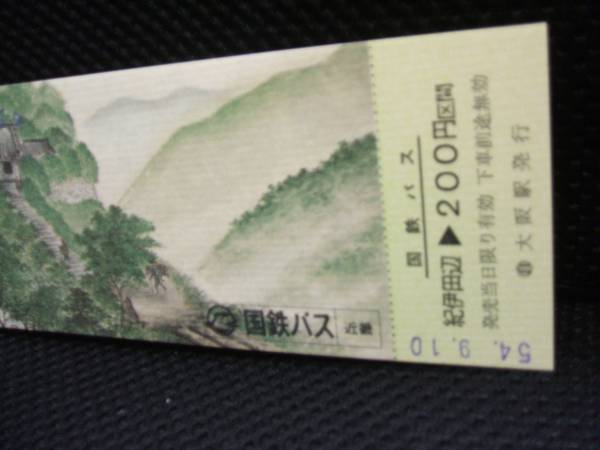 国鉄バス
紀伊田辺▶200円区間
発売当日限り有効 下車前途無効
大阪駅発行
54. 9. 10
国鉄バス 近畿